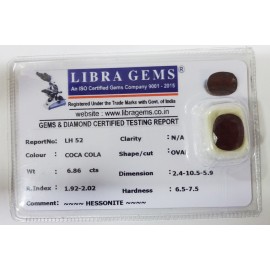 LIBRA GEMS®
An ISO Certified Gems Company 9001 - 2015
Registered Under the Trade Marks with Govt. of India
www.libragems.co.in
GEMS & DIAMOND CERTIFIED TESTING REPORT
ReportNo: LH 52 Clarity : N/A
Colour : COCA COLA Shape/cut : OVA
Wt : 6.86 cts Dimension : 2.4-10.5-5.9
R.Index : 1.92-2.02 Hardness : 6.5-7.5
Comment ~~~~ HESSONITE ~~~~